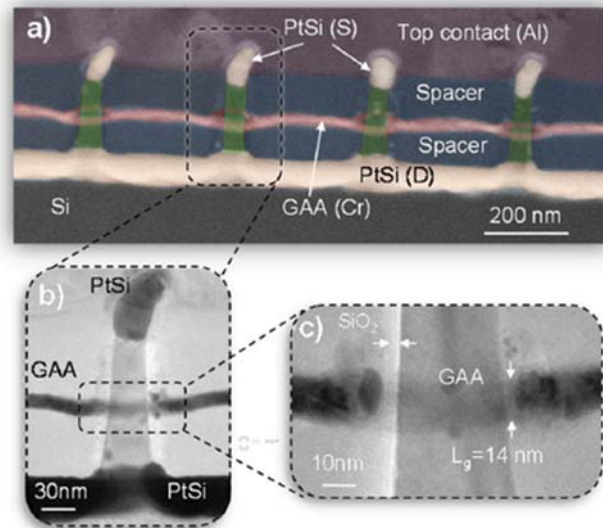 a)
PtSi (S)
Top contact (Al)
Spacer
Spacer
PtSi (D)
Si
GAA (Cr)
200 nm
b)
PtSi
GAA
30nm
PtSi
c)
SiO2
GAA
Lg=14 nm
10nm